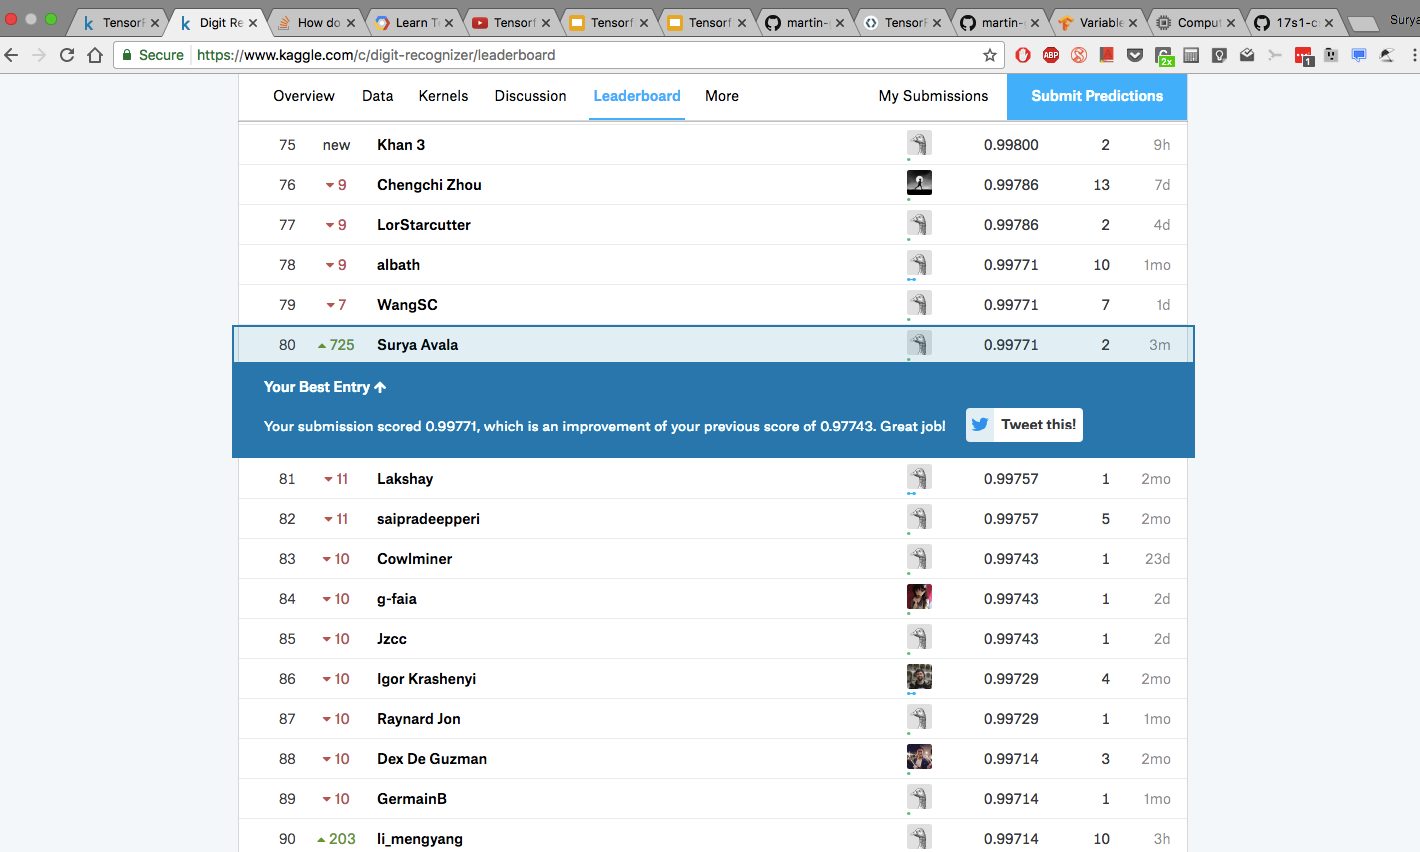 TensorF
Digit Re
How do
Learn T
Tensorf
Tensorf
Tensorf
martin-
TensorF
martin-
Variable
Comput
17s1-c
Surya
Secure https://www.kaggle.com/c/digit-recognizer/leaderboard
ABP
2x
1
Overview Data Kernels Discussion Leaderboard More My Submissions Submit Predictions
75 new Khan 3 0.99800 2 9h
76 9 Chengchi Zhou 0.99786 13 7d
77 9 LorStarcutter 0.99786 2 4d
78 9 albath 0.99771 10 1mo
79 7 WangSC 0.99771 7 1d
80 725 Surya Avala 0.99771 2 3m
Your Best Entry
Your submission scored 0.99771, which is an improvement of your previous score of 0.97743. Great job! Tweet this!
81 11 Lakshay 0.99757 1 2mo
82 11 saipradeepperi 0.99757 5 2mo
83 10 Cowlminer 0.99743 1 23d
84 10 g-faia 0.99743 1 2d
85 10 Jzcc 0.99743 1 2d
86 10 Igor Krashenyi 0.99729 4 2mo
87 10 Raynard Jon 0.99729 1 1mo
88 10 Dex De Guzman 0.99714 3 2mo
89 10 GermainB 0.99714 1 1mo
90 203 li_mengyang 0.99714 10 3h